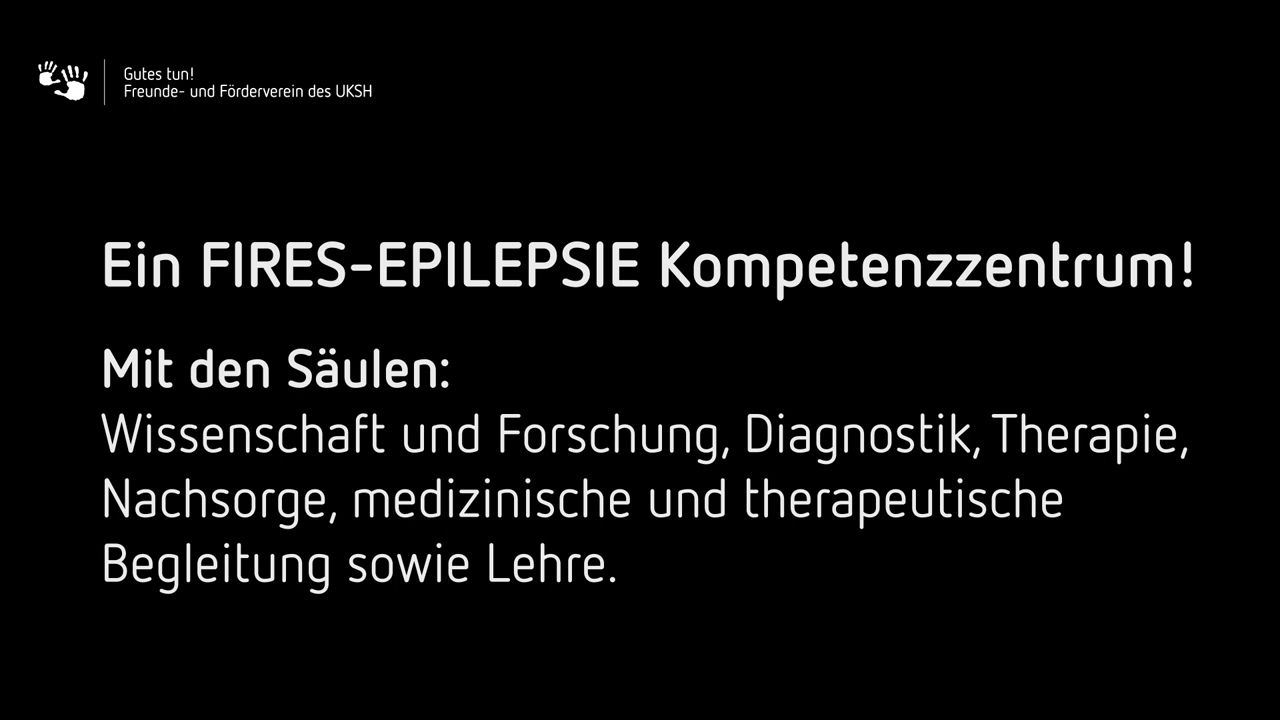 Gutes tun!
Freunde- und Förderverein des UKSH
Ein FIRES-EPILEPSIE Kompetenzzentrum!
Mit den Säulen:
Wissenschaft und Forschung, Diagnostik, Therapie,
Nachsorge, medizinische und therapeutische
Begleitung sowie Lehre.